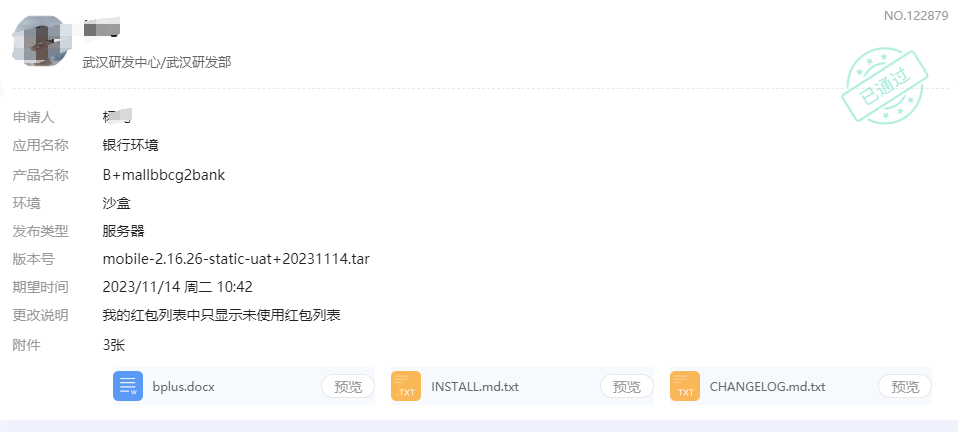 NO.122879
武汉研发中心/武汉研发部
已通过
申请人
应用名称 银行环境
产品名称 B+mallbbcg2bank
环境 沙盒
发布类型 服务器
版本号 mobile-2.16.26-static-uat+20231114.tar
期望时间 2023/11/14 周二 10:42
更改说明 我的红包列表中只显示未使用红包列表
附件 3张
W bplus.docx 预览 .TXT INSTALL.md.txt 预览 .TXT CHANGELOG.md.txt 预览